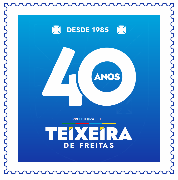 DESDE 1985
40
ANOS
TEIXEIRA
DE FREITAS